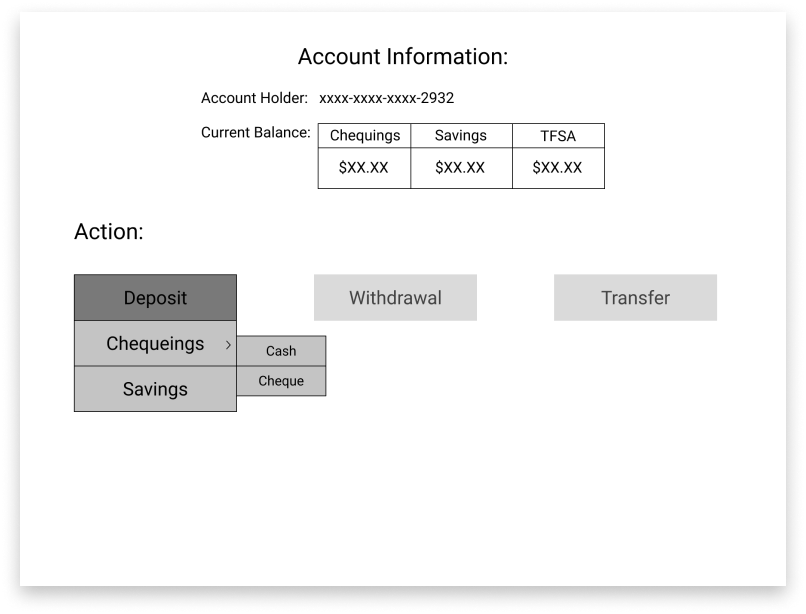 Account Information:
Account Holder: xxxx-xxxx-xxxx-2932
Current Balance: Chequings Savings TFSA
$XX.XX $XX.XX $XX.XX
Action:
Deposit Withdrawal Transfer
Chequeings >
Cash
Cheque
Savings